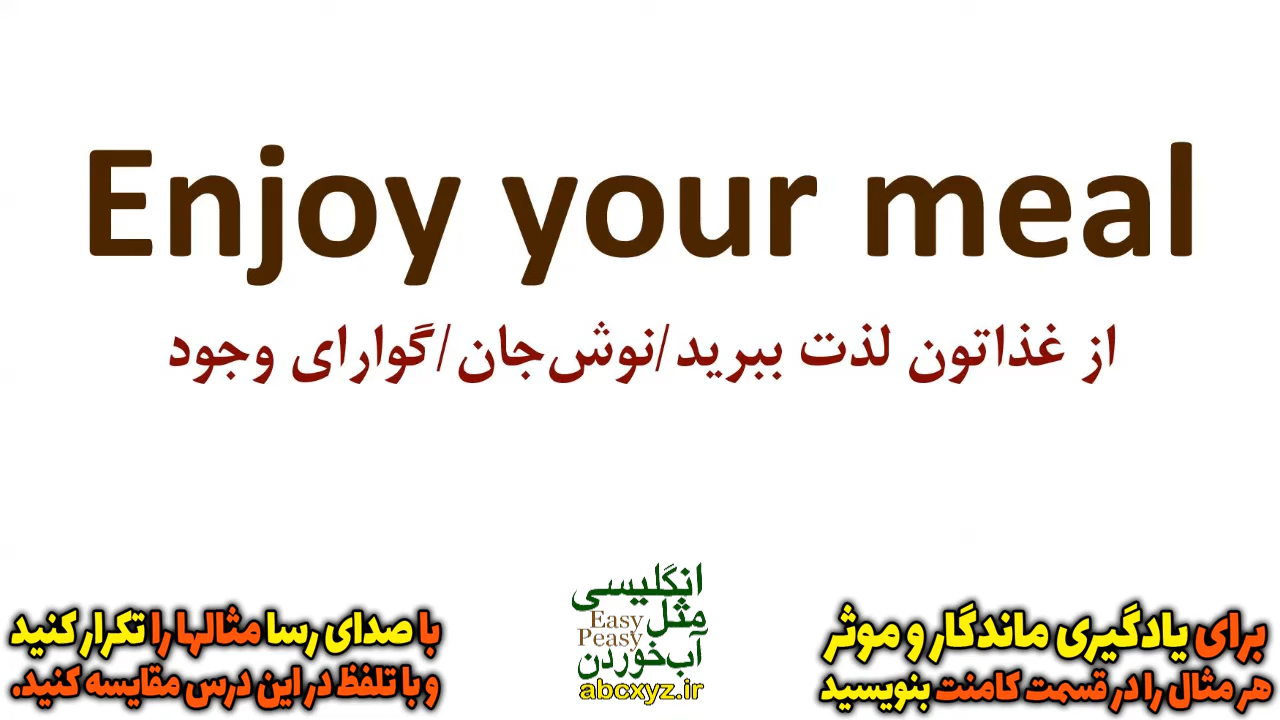 Enjoy your meal
از غذاتون لذت ببرید/نوش‌جان/گوارای وجود
برای یادگیری ماندگار و موثر
هر مثال را در قسمت کامنت بنویسید
انگلیسی
مثل Easy
Peasy
آب‌خوردن
abcxyz.ir
با صدای رسا مثالها را تکرار کنید
و با تلفظ در این درس مقایسه کنید.